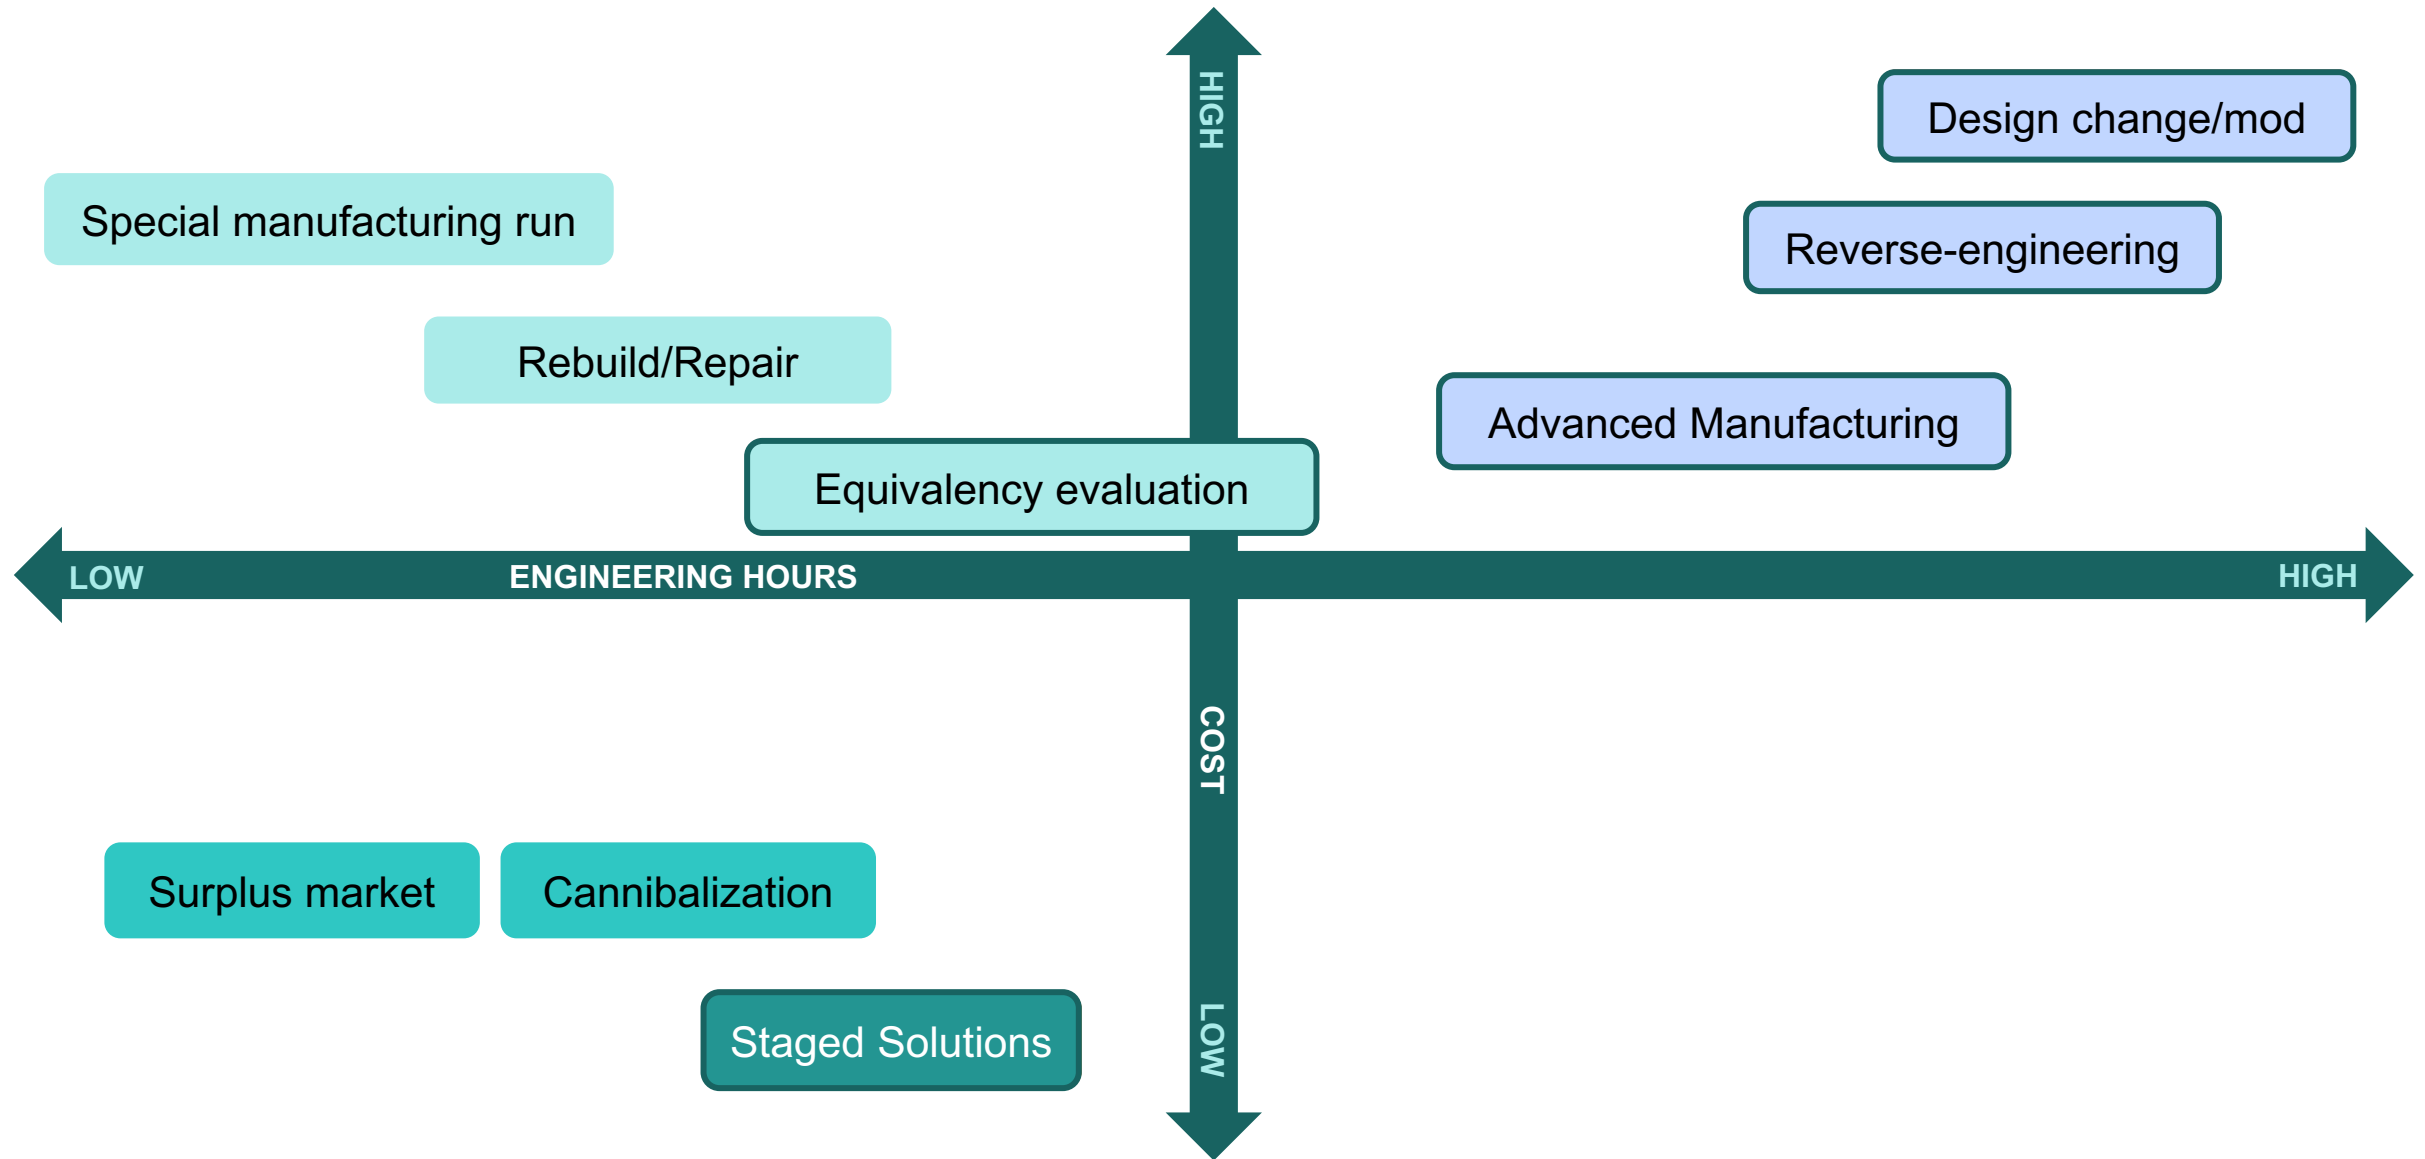 HIGH
Design change/mod
Special manufacturing run
Reverse-engineering
Rebuild/Repair
Advanced Manufacturing
Equivalency evaluation
LOW
ENGINEERING HOURS
HIGH
COST
Surplus market
Cannibalization
Staged Solutions
LOW